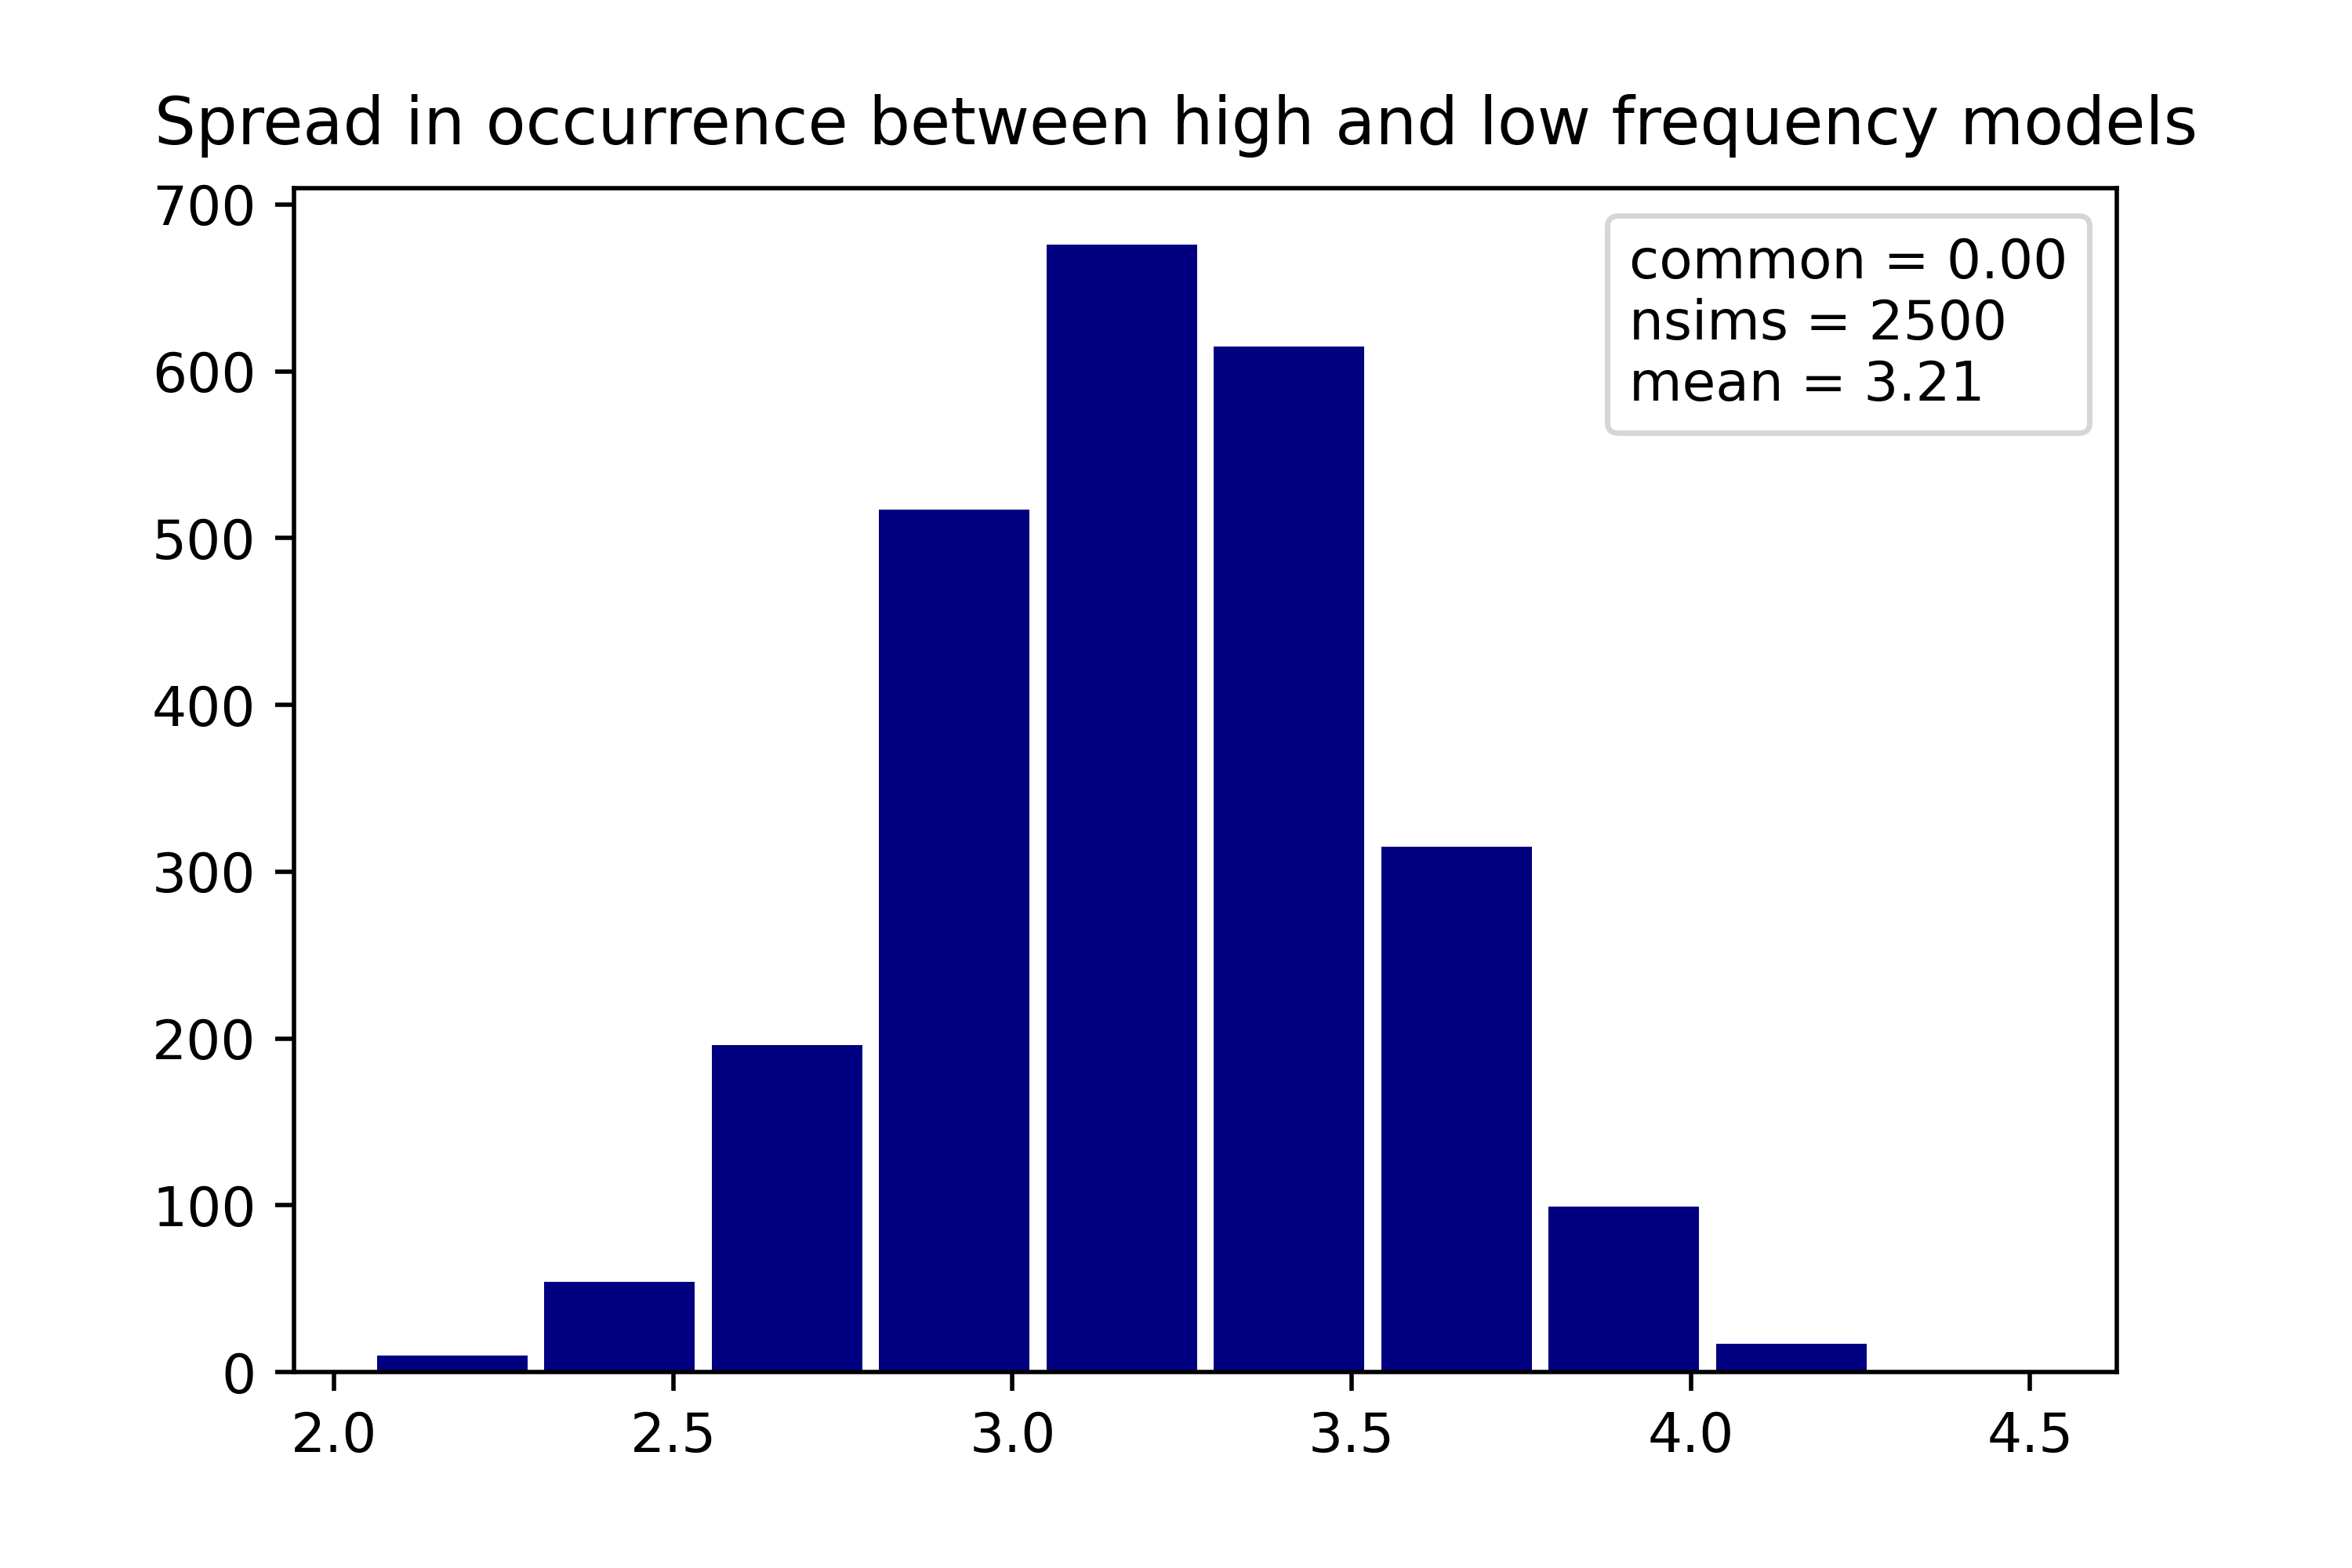 Spread in occurrence between high and low frequency models
700
600
500
400
300
200
100
0
common = 0.00
nsims = 2500
mean = 3.21
2.0 2.5 3.0 3.5 4.0 4.5